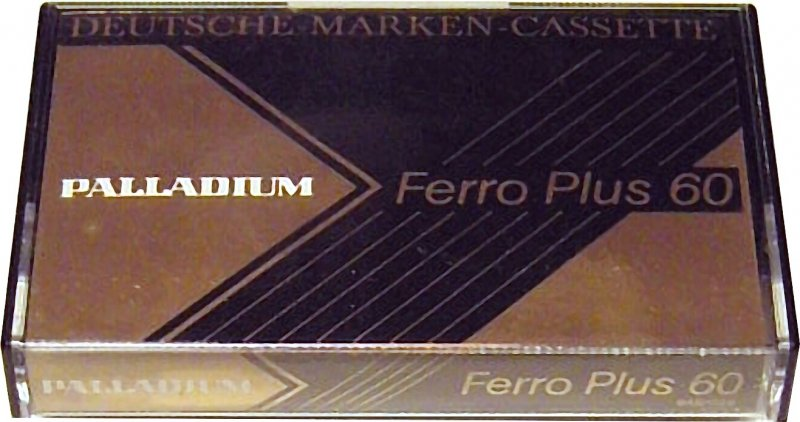 DEUTSCHE-MARKEN-CASSETTE
PALLADIUM
Ferro Plus 60
PALLADIUM
Ferro Plus 60